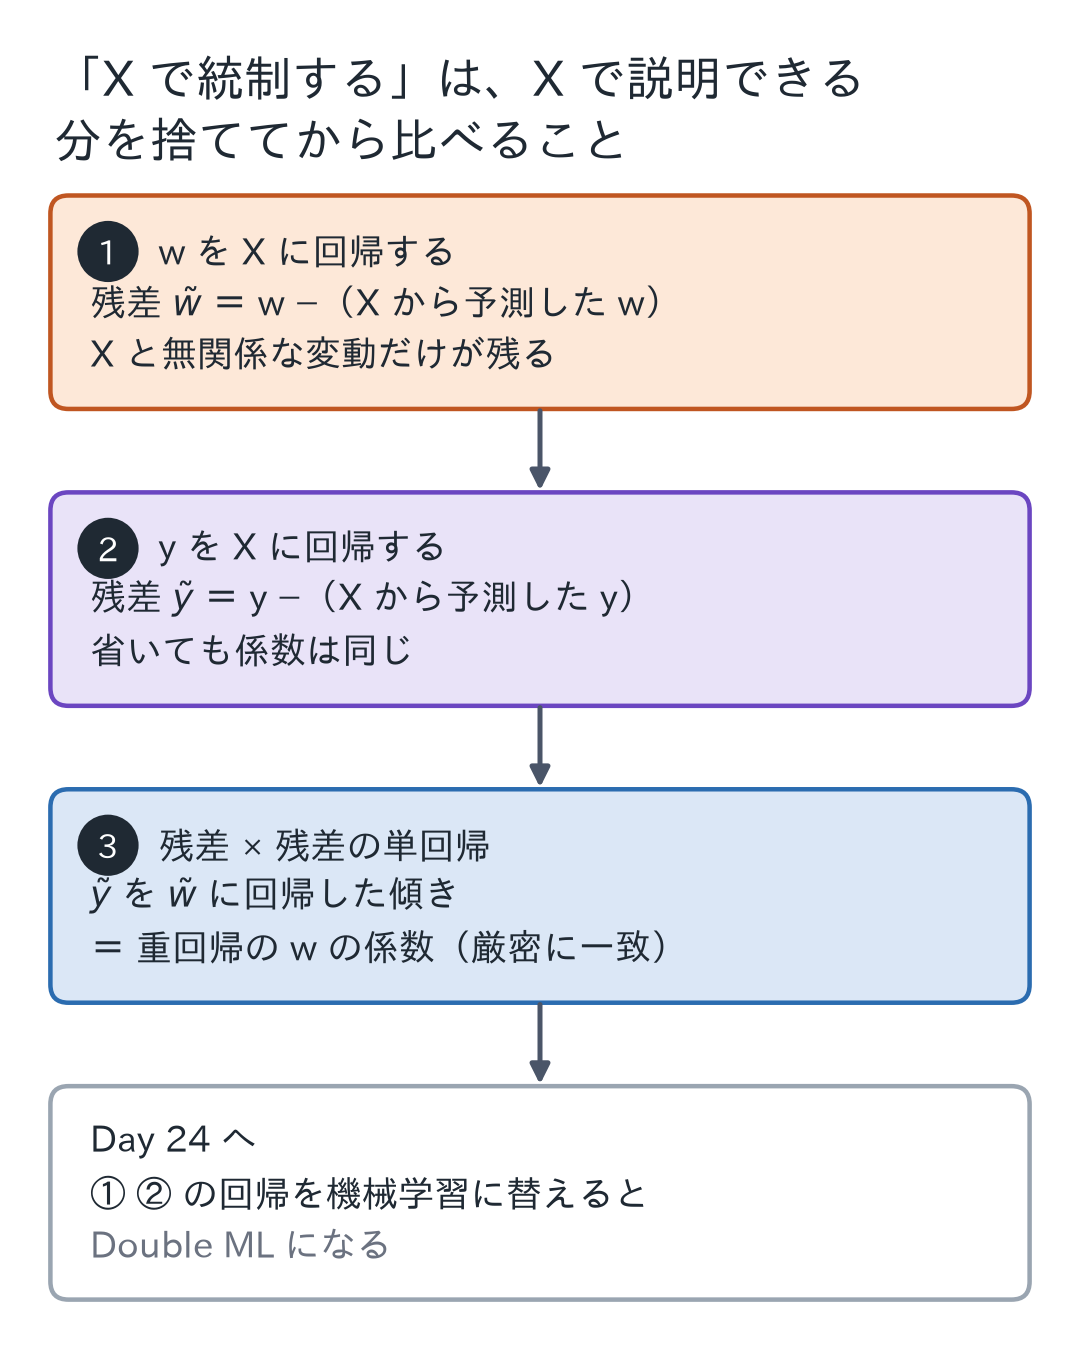 「X で統制する」は、X で説明できる
分を捨ててから比べること
1 w を X に回帰する
残差 w̃ = w −（X から予測した w）
X と無関係な変動だけが残る
2 y を X に回帰する
残差 ỹ = y −（X から予測した y）
省いても係数は同じ
3 残差 × 残差の単回帰
ỹ を w̃ に回帰した傾き
= 重回帰の w の係数（厳密に一致）
Day 24 へ
① ② の回帰を機械学習に替えると
Double ML になる